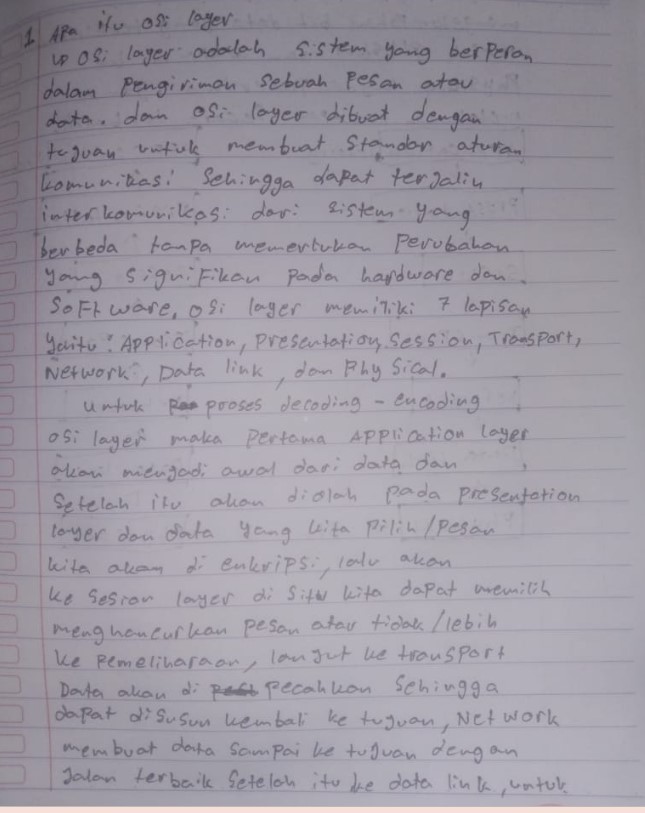 1. Apa itu osi layer
↳ Osi layer adalah sistem yang berperan
dalam pengiriman sebuah pesan atau
data. dan osi layer dibuat dengan
tujuan untuk membuat standar aturan
komunikasi sehingga dapat terjalin
interkomunikasi dari sistem yang
berbeda tanpa memerlukan perubahan
yang signifikan pada hardware dan
software. osi layer memiliki 7 lapisan
yaitu: Application, Presentation, Session, Transport,
Network, Data link, dan Physical.
untuk proses decoding - encoding
osi layer maka pertama Application layer
akan menjadi awal dari data dan
setelah itu akan diolah pada presentation
layer dan data yang kita pilih/pesan
kita akan di enkripsi, lalu akan
ke session layer di situ kita dapat memilih
menghancurkan pesan atau tidak/lebih
ke pemeliharaan, lanjut ke transport
Data akan di pecahkan sehingga
dapat disusun kembali ke tujuan, Network
membuat data sampai ke tujuan dengan
jalan terbaik setelah itu ke data link, untuk